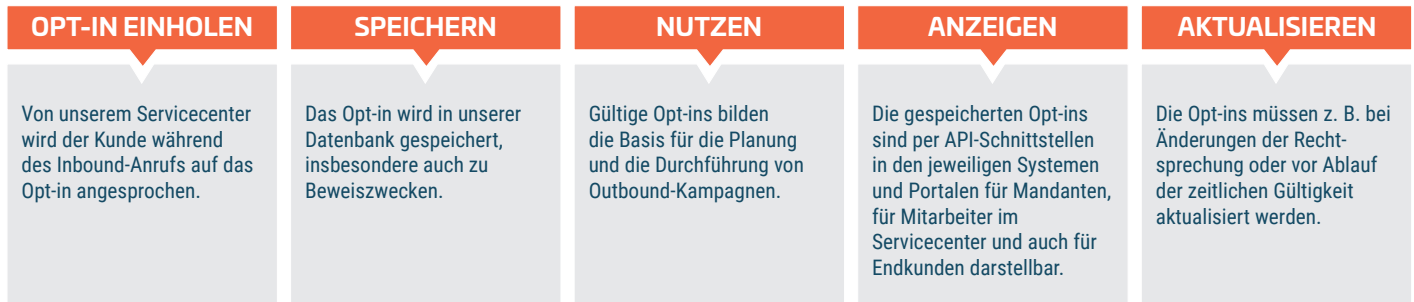 OPT-IN EINHOLEN
Von unserem Servicecenter
wird der Kunde während
des Inbound-Anrufs auf das
Opt-in angesprochen.
SPEICHERN
Das Opt-in wird in unserer
Datenbank gespeichert,
insbesondere auch zu
Beweiszwecken.
NUTZEN
Gültige Opt-ins bilden
die Basis für die Planung
und die Durchführung von
Outbound-Kampagnen.
ANZEIGEN
Die gespeicherten Opt-ins
sind per API-Schnittstellen
in den jeweiligen Systemen
und Portalen für Mandanten,
für Mitarbeiter im
Servicecenter und auch für
Endkunden darstellbar.
AKTUALISIEREN
Die Opt-ins müssen z. B. bei
Änderungen der Recht-
sprechung oder vor Ablauf
der zeitlichen Gültigkeit
aktualisiert werden.